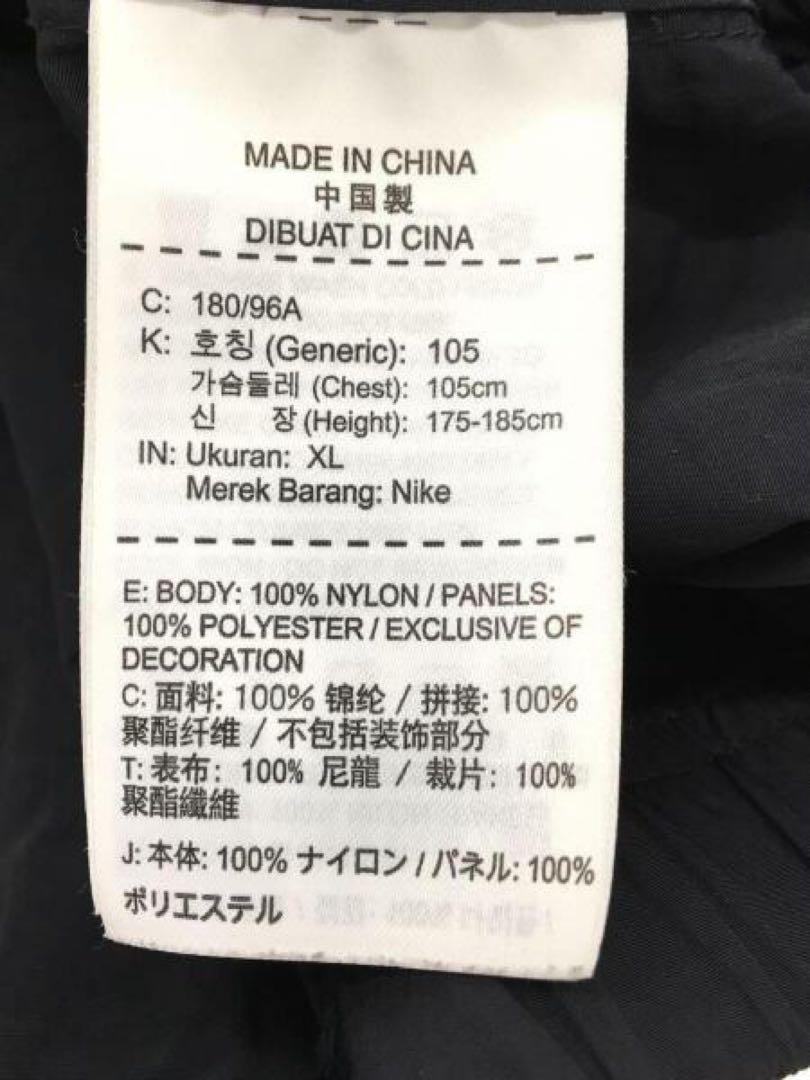 MADE IN CHINA
中国製
DIBUAT DI CINA
C: 180/96A
K: 호칭 (Generic): 105
가슴둘레 (Chest): 105cm
신 장 (Height): 175-185cm
IN: Ukuran: XL
Merek Barang: Nike
E: BODY: 100% NYLON / PANELS:
100% POLYESTER / EXCLUSIVE OF
DECORATION
C: 面料: 100% 锦纶 / 拼接: 100%
聚酯纤维 / 不包括装饰部分
T: 表布: 100% 尼龍 / 裁片: 100%
聚酯纖維
J: 本体: 100% ナイロン / パネル: 100%
ポリエステル